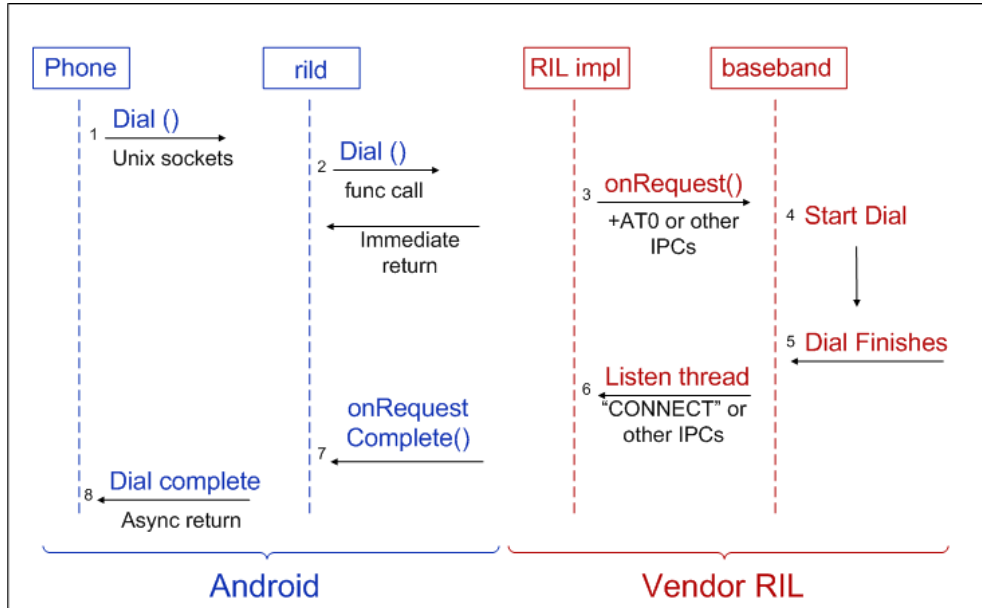 Phone
rild
RIL impl
baseband
1
Dial ()
Unix sockets
2
Dial ()
func call
Immediate
return
3
onRequest()
+AT0 or other
IPCs
4
Start Dial
5
Dial Finishes
6
Listen thread
“CONNECT” or
other IPCs
onRequest
Complete()
7
8
Dial complete
Async return
Android
Vendor RIL